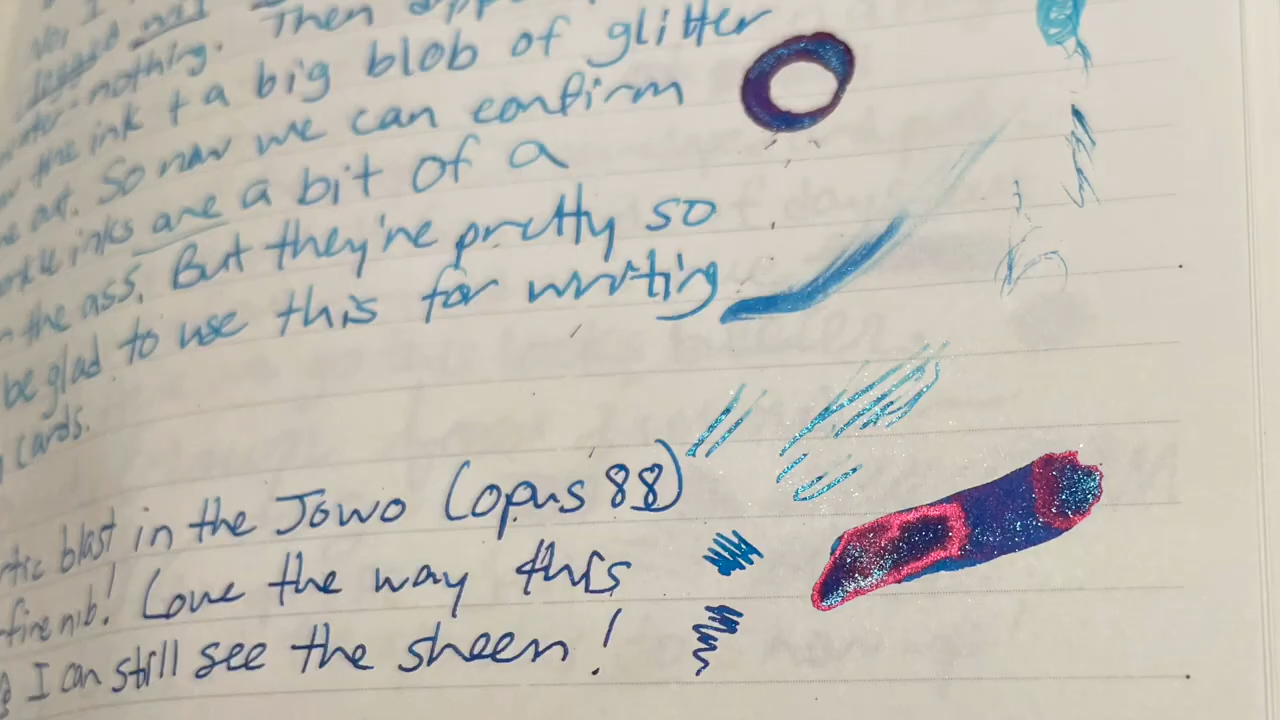 not
nothing. Then
the ink + a big blob of glitter
out. So now we can confirm
inks are a bit of a
the ass. But they're pretty so
be glad to use this for writing
cards.
blast in the Jowo (opus 88)
fine nib! Love the way this
I can still see the sheen!